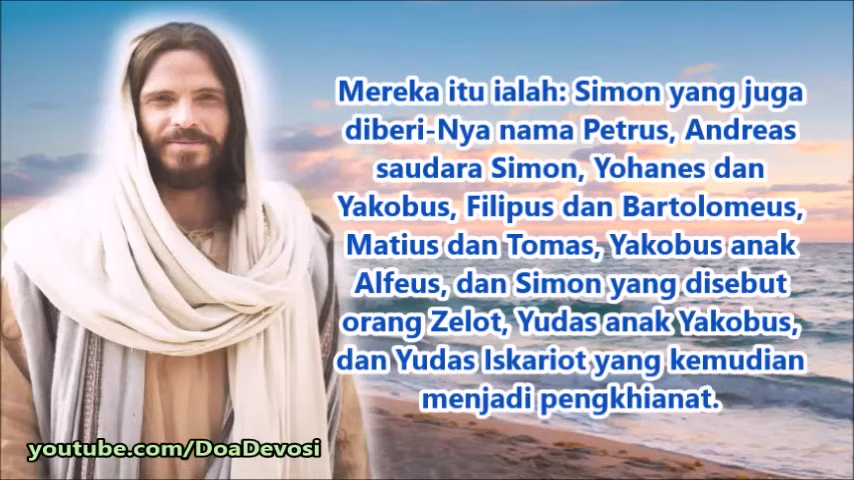 Mereka itu ialah: Simon yang juga
diberi-Nya nama Petrus, Andreas
saudara Simon, Yohanes dan
Yakobus, Filipus dan Bartolomeus,
Matius dan Tomas, Yakobus anak
Alfeus, dan Simon yang disebut
orang Zelot, Yudas anak Yakobus,
dan Yudas Iskariot yang kemudian
menjadi pengkhianat.
youtube.com/DoaDevosi